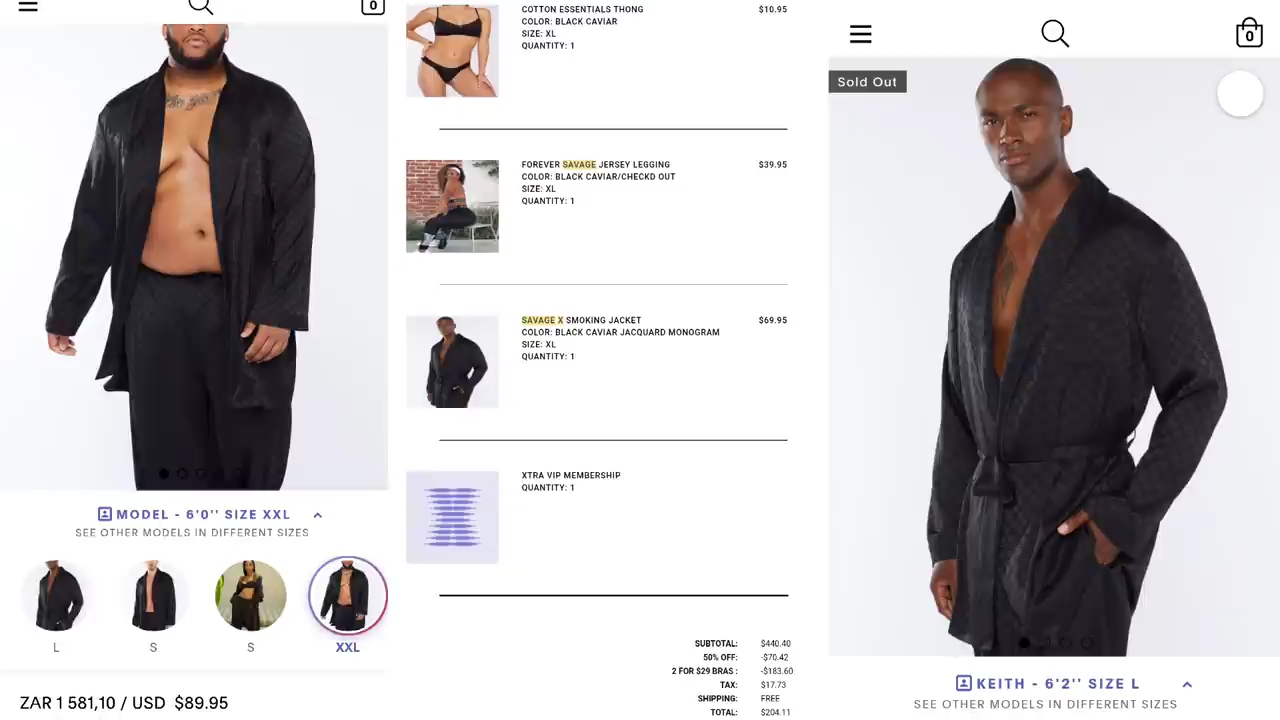 0
MODEL - 6'0'' SIZE XXL
SEE OTHER MODELS IN DIFFERENT SIZES
L
S
S
XXL
ZAR 1 581,10 / USD $89.95
COTTON ESSENTIALS THONG $10.95
COLOR: BLACK CAVIAR
SIZE: XL
QUANTITY: 1
FOREVER SAVAGE JERSEY LEGGING $39.95
COLOR: BLACK CAVIAR/CHECKD OUT
SIZE: XL
QUANTITY: 1
SAVAGE X SMOKING JACKET $69.95
COLOR: BLACK CAVIAR JACQUARD MONOGRAM
SIZE: XL
QUANTITY: 1
XTRA VIP MEMBERSHIP
QUANTITY: 1
SUBTOTAL: $440.40
50% OFF: -$70.42
2 FOR $29 BRAS : -$183.60
TAX: $17.73
SHIPPING: FREE
TOTAL: $204.11
0
Sold Out
KEITH - 6'2'' SIZE L
SEE OTHER MODELS IN DIFFERENT SIZES